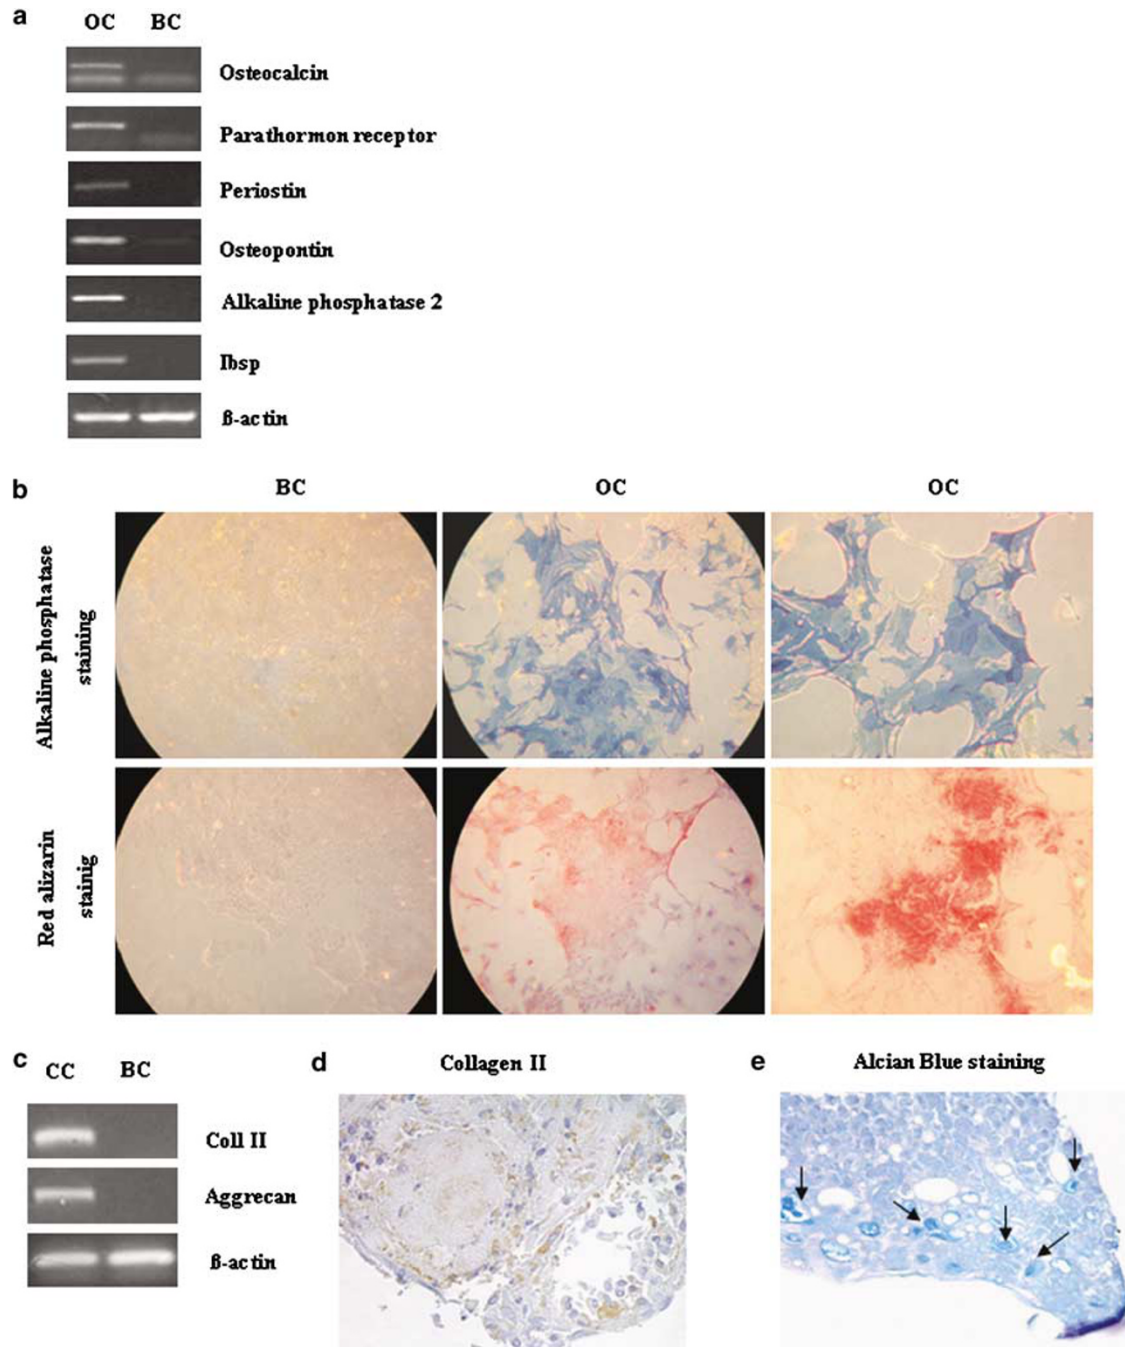 a
OC BC
Osteocalcin
Parathormon receptor
Periostin
Osteopontin
Alkaline phosphatase 2
Ibsp
ß-actin
b
BC OC OC
Alkaline phosphatase
staining
Red alizarin
stainig
c
CC BC
Coll II
Aggrecan
ß-actin
d
Collagen II
e
Alcian Blue staining